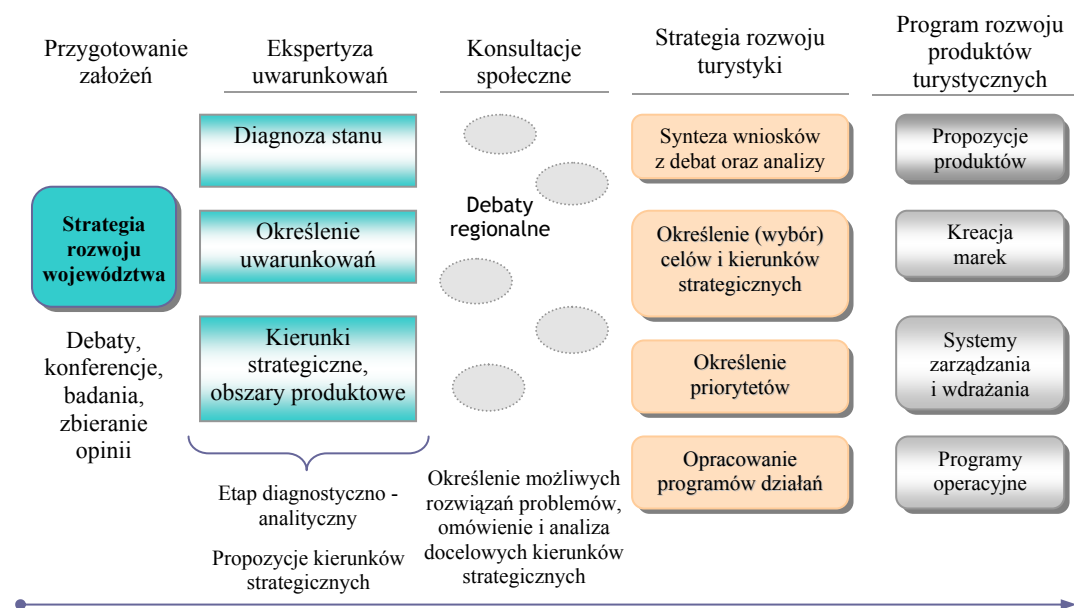 Przygotowanie
założeń
Strategia
rozwoju
województwa
Debaty,
konferencje,
badania,
zbieranie
opinii
Ekspertyza
uwarunkowań
Diagnoza stanu
Określenie
uwarunkowań
Kierunki
strategiczne,
obszary produktowe
Etap diagnostyczno -
analityczny
Propozycje kierunków
strategicznych
Konsultacje
społeczne
Debaty
regionalne
Określenie możliwych
rozwiązań problemów,
omówienie i analiza
docelowych kierunków
strategicznych
Strategia rozwoju
turystyki
Synteza wniosków
z debat oraz analizy
Określenie (wybór)
celów i kierunków
strategicznych
Określenie
priorytetów
Opracowanie
programów działań
Program rozwoju
produktów
turystycznych
Propozycje
produktów
Kreacja
marek
Systemy
zarządzania
i wdrażania
Programy
operacyjne